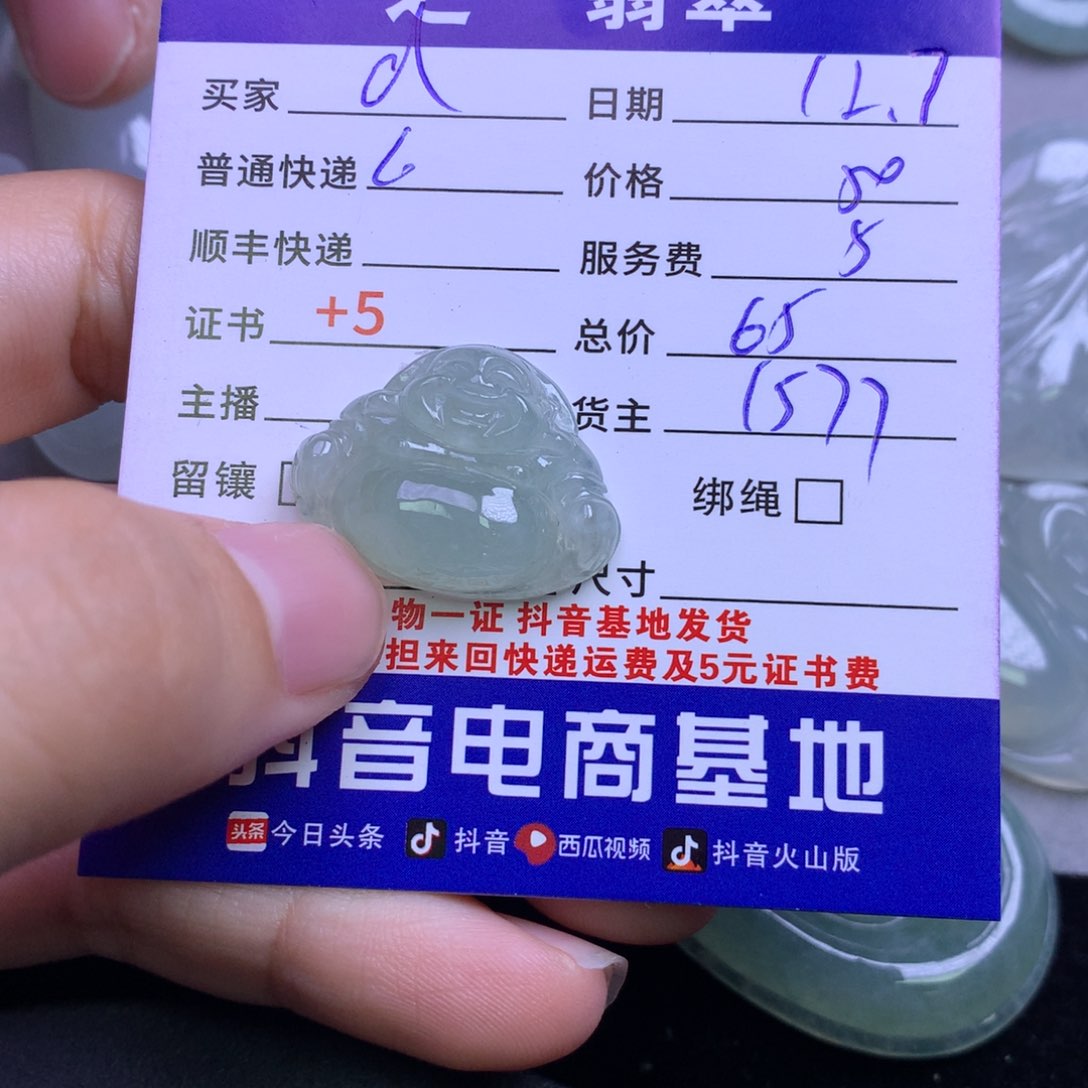 翡翠
买家 d 日期 12.7
普通快递 6 价格 50
顺丰快递 服务费 5
证书 +5 总价 65
主播 货主 1577
留镶 绑绳
尺寸
物一证 抖音基地发货
担来回快递运费及5元证书费
抖音电商基地
头条 今日头条 抖音 西瓜视频 抖音火山版